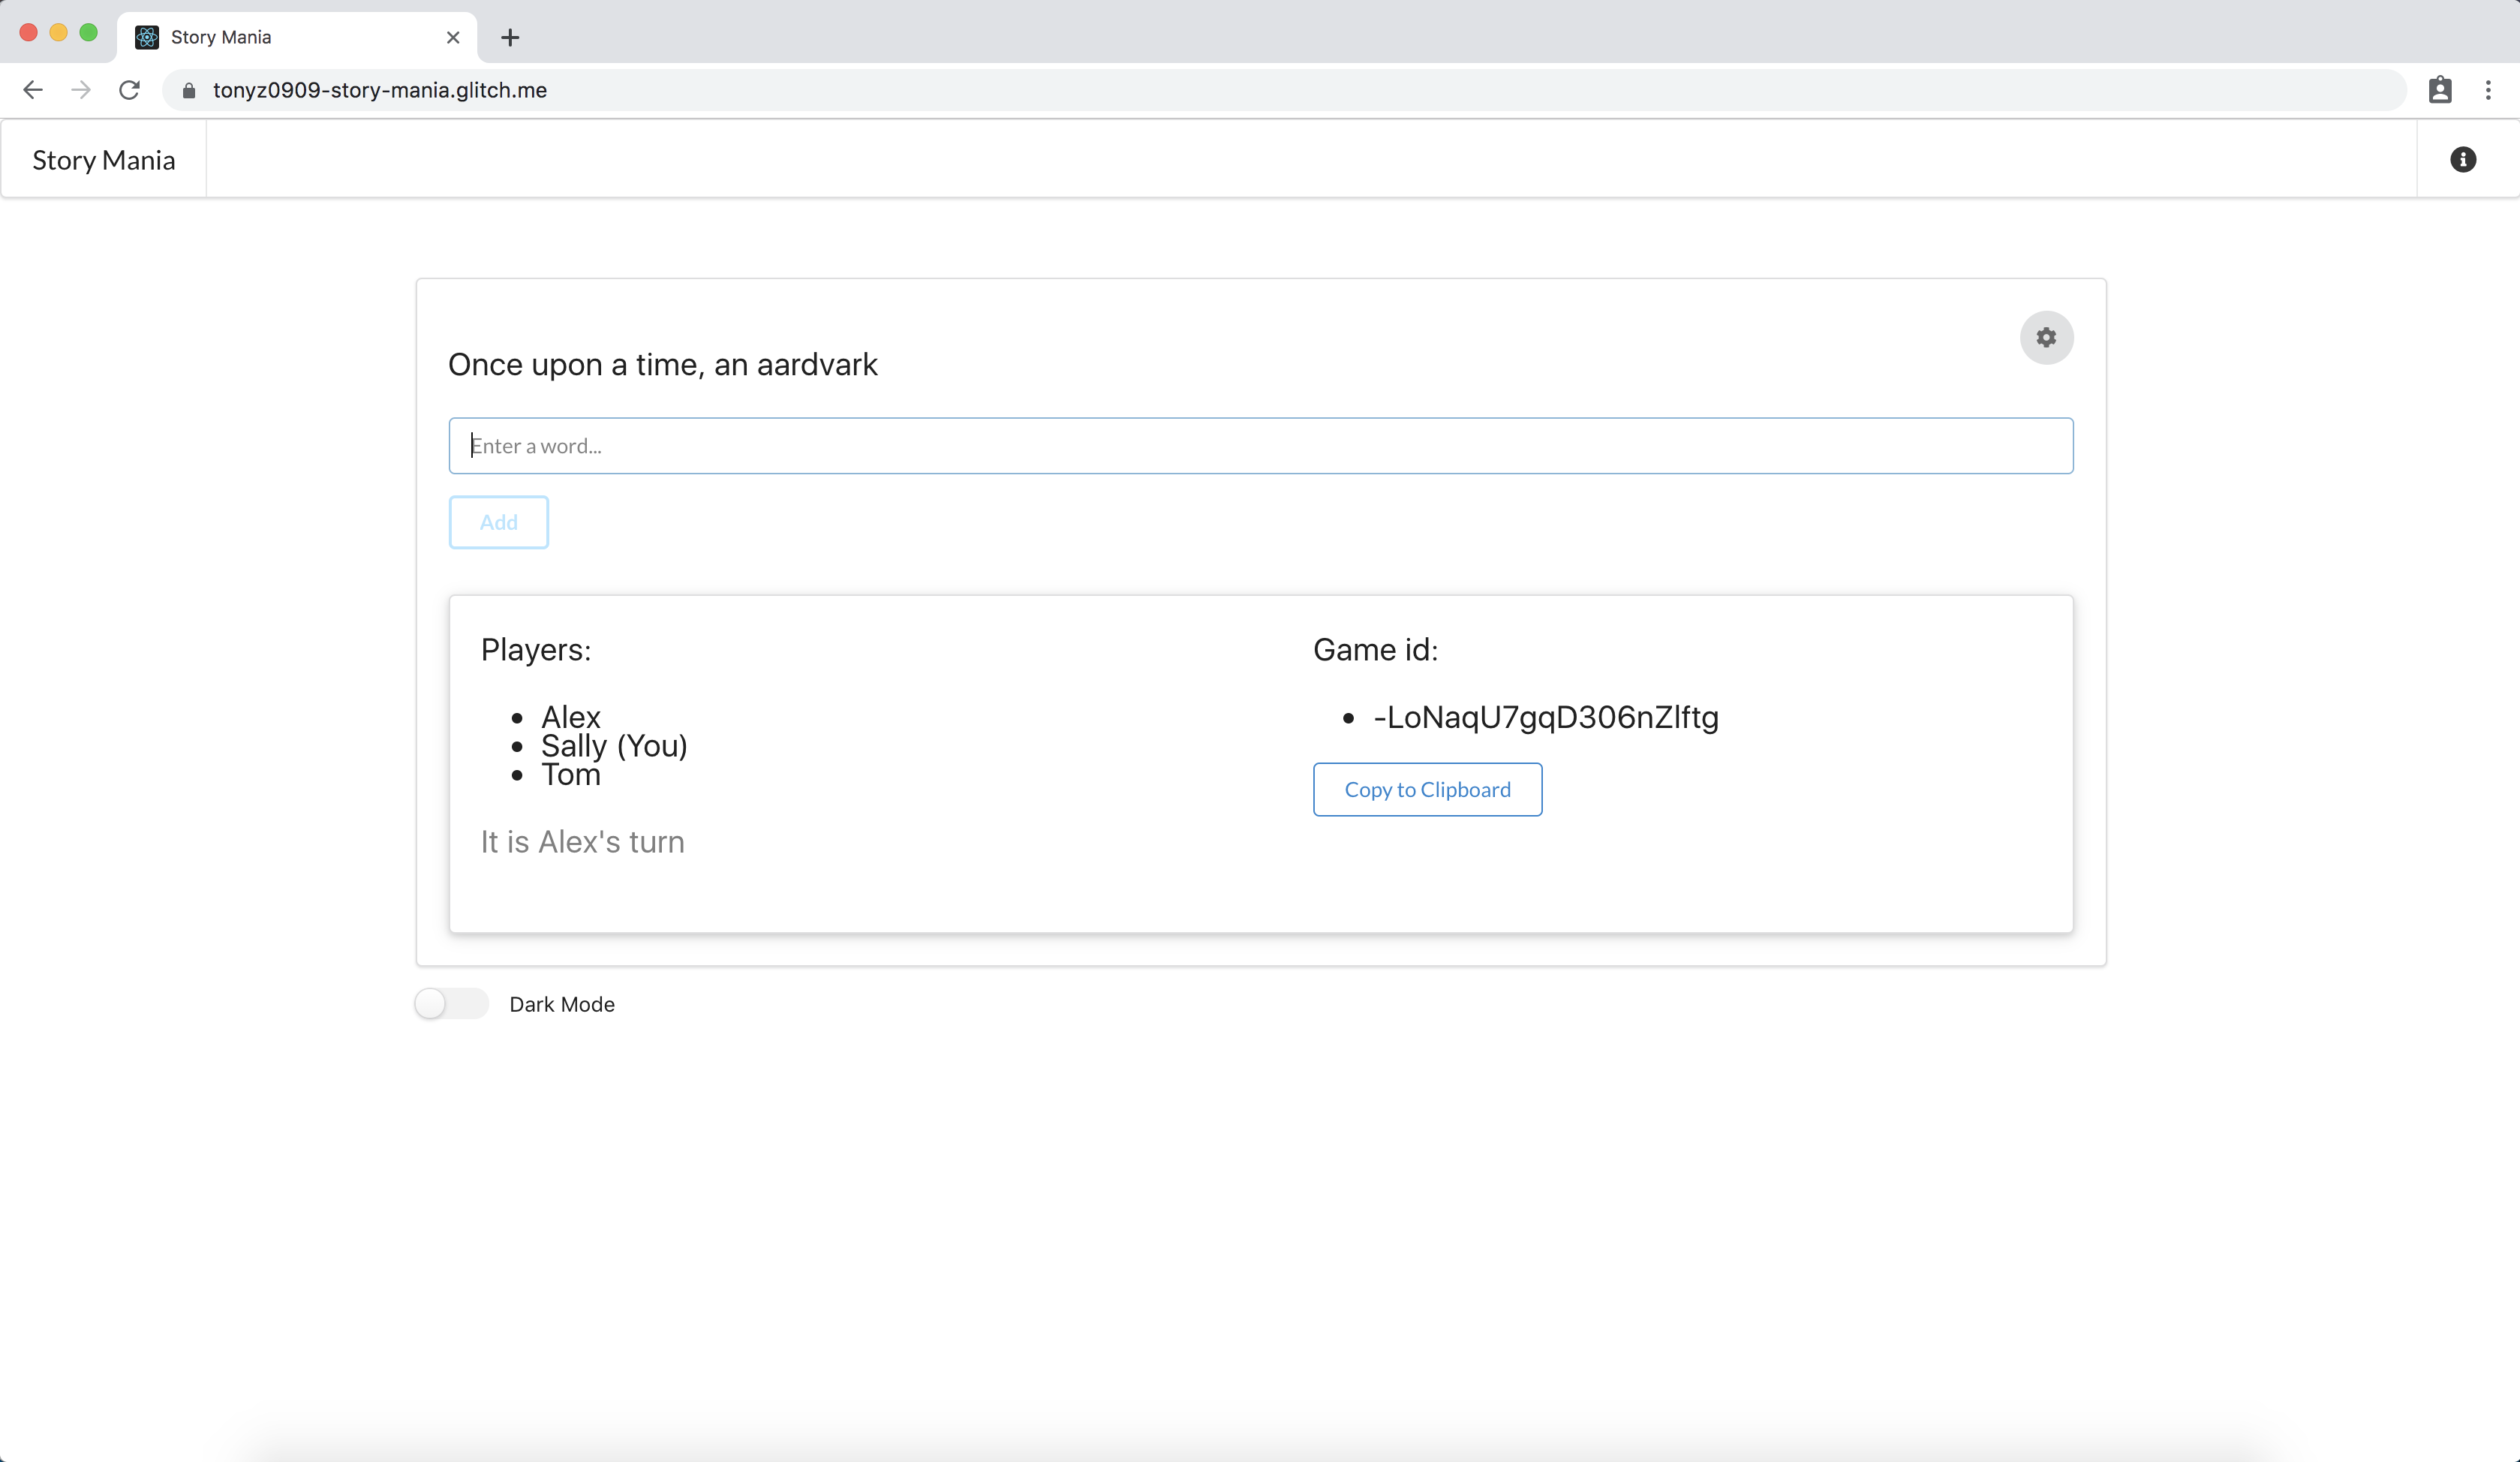 Story Mania
tonyz0909-story-mania.glitch.me
Story Mania
Once upon a time, an aardvark
Enter a word...
Add
Players:
Alex
Sally (You)
Tom
It is Alex's turn
Game id:
-LoNaqU7gqD306nZlftg
Copy to Clipboard
Dark Mode